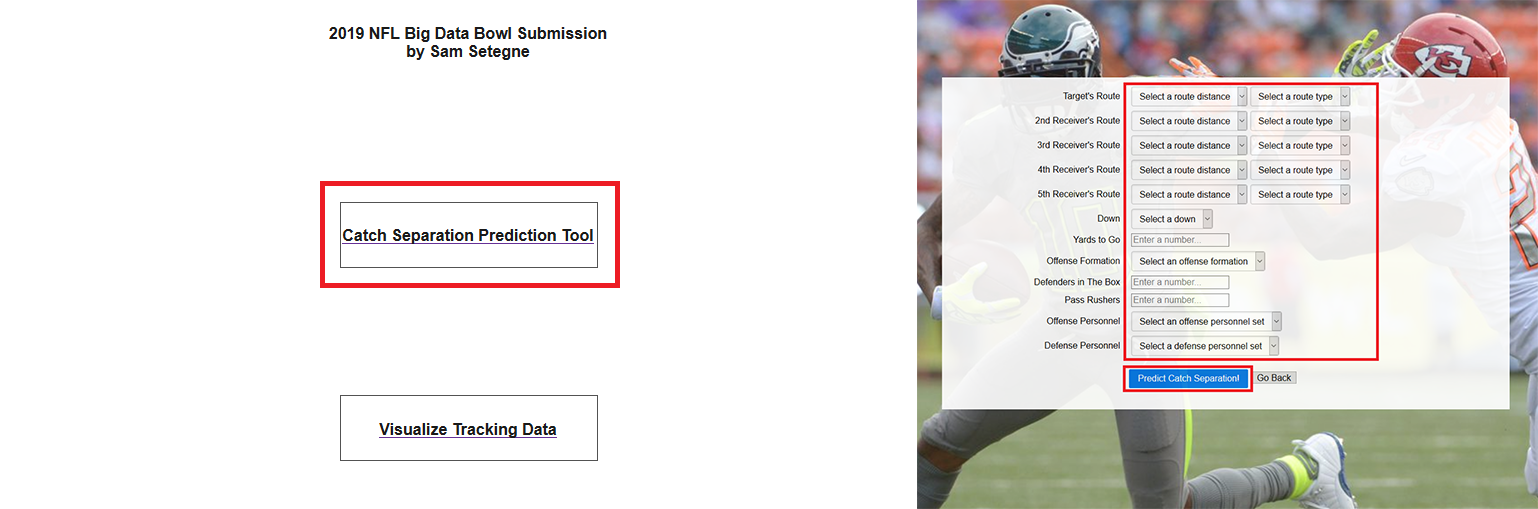 2019 NFL Big Data Bowl Submission
by Sam Setegne
Catch Separation Prediction Tool
Visualize Tracking Data
Target's Route Select a route distance Select a route type
2nd Receiver's Route Select a route distance Select a route type
3rd Receiver's Route Select a route distance Select a route type
4th Receiver's Route Select a route distance Select a route type
5th Receiver's Route Select a route distance Select a route type
Down Select a down
Yards to Go Enter a number...
Offense Formation Select an offense formation
Defenders in The Box Enter a number...
Pass Rushers Enter a number...
Offense Personnel Select an offense personnel set
Defense Personnel Select a defense personnel set
Predict Catch Separation! Go Back